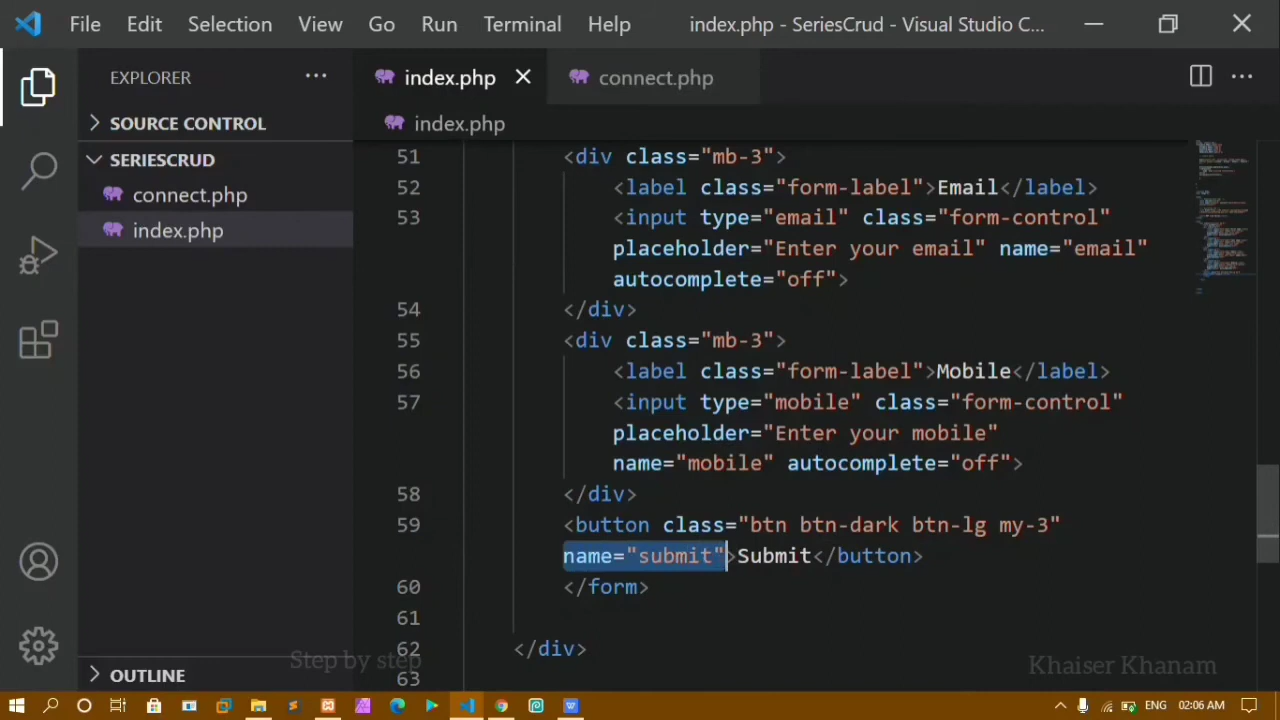 File Edit Selection View Go Run Terminal Help index.php - SeriesCrud - Visual Studio C...
EXPLORER
index.php
connect.php
SOURCE CONTROL
index.php
SERIESCRUD
connect.php
index.php
51 <div class="mb-3">
52 <label class="form-label">Email</label>
53 <input type="email" class="form-control"
placeholder="Enter your email" name="email"
autocomplete="off">
54 </div>
55 <div class="mb-3">
56 <label class="form-label">Mobile</label>
57 <input type="mobile" class="form-control"
placeholder="Enter your mobile"
name="mobile" autocomplete="off">
58 </div>
59 <button class="btn btn-dark btn-lg my-3"
name="submit">Submit</button>
60 </form>
61
62 </div>
63
Step by step
Khaiser Khanam
OUTLINE
ENG 02:06 AM